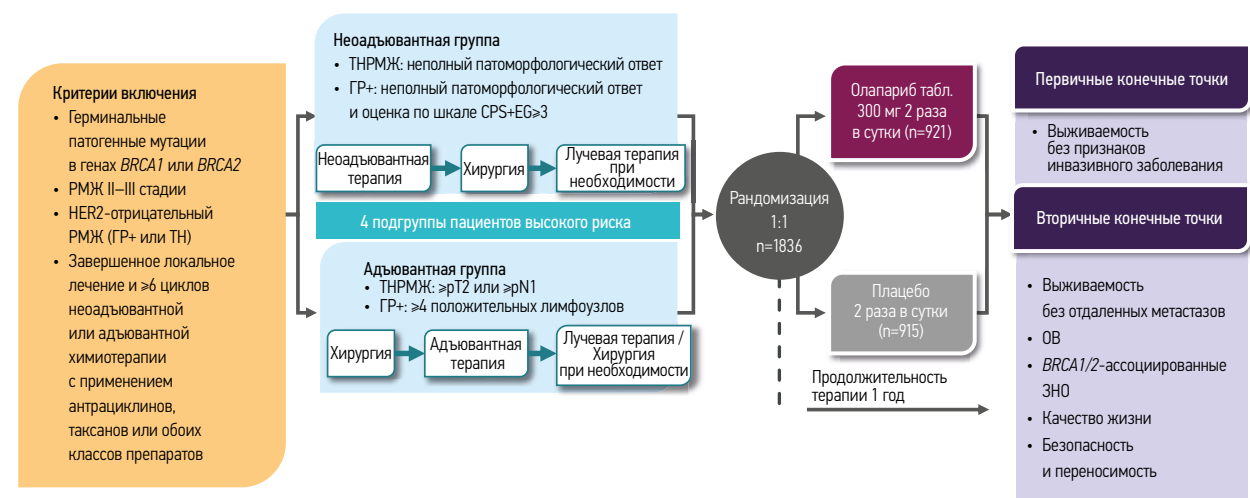 Критерии включения
• Герминальные
патогенные мутации
в генах BRCA1 или BRCA2
• РМЖ II–III стадии
• HER2-отрицательный
РМЖ (ГР+ или ТН)
• Завершенное локальное
лечение и ≥6 циклов
неоадъювантной
или адъювантной
химиотерапии
с применением
антрациклинов,
таксанов или обоих
классов препаратов
Неоадъювантная группа
• ТНРМЖ: неполный патоморфологический ответ
• ГР+: неполный патоморфологический ответ
и оценка по шкале CPS+EG≥3
Неоадъювантная
терапия
Хирургия
Лучевая терапия
при
необходимости
4 подгруппы пациентов высокого риска
Адъювантная группа
• ТНРМЖ: ≥pT2 или ≥pN1
• ГР+: ≥4 положительных лимфоузлов
Хирургия
Адъювантная
терапия
Лучевая терапия /
Хирургия
при необходимости
Рандомизация
1:1
n=1836
Олапариб табл.
300 мг 2 раза
в сутки (n=921)
Плацебо
2 раза в сутки
(n=915)
Продолжительность
терапии 1 год
Первичные конечные точки
• Выживаемость
без признаков
инвазивного заболевания
Вторичные конечные точки
• Выживаемость
без отдаленных метастазов
• ОВ
• BRCA1/2-ассоциированные
ЗНО
• Качество жизни
• Безопасность
и переносимость